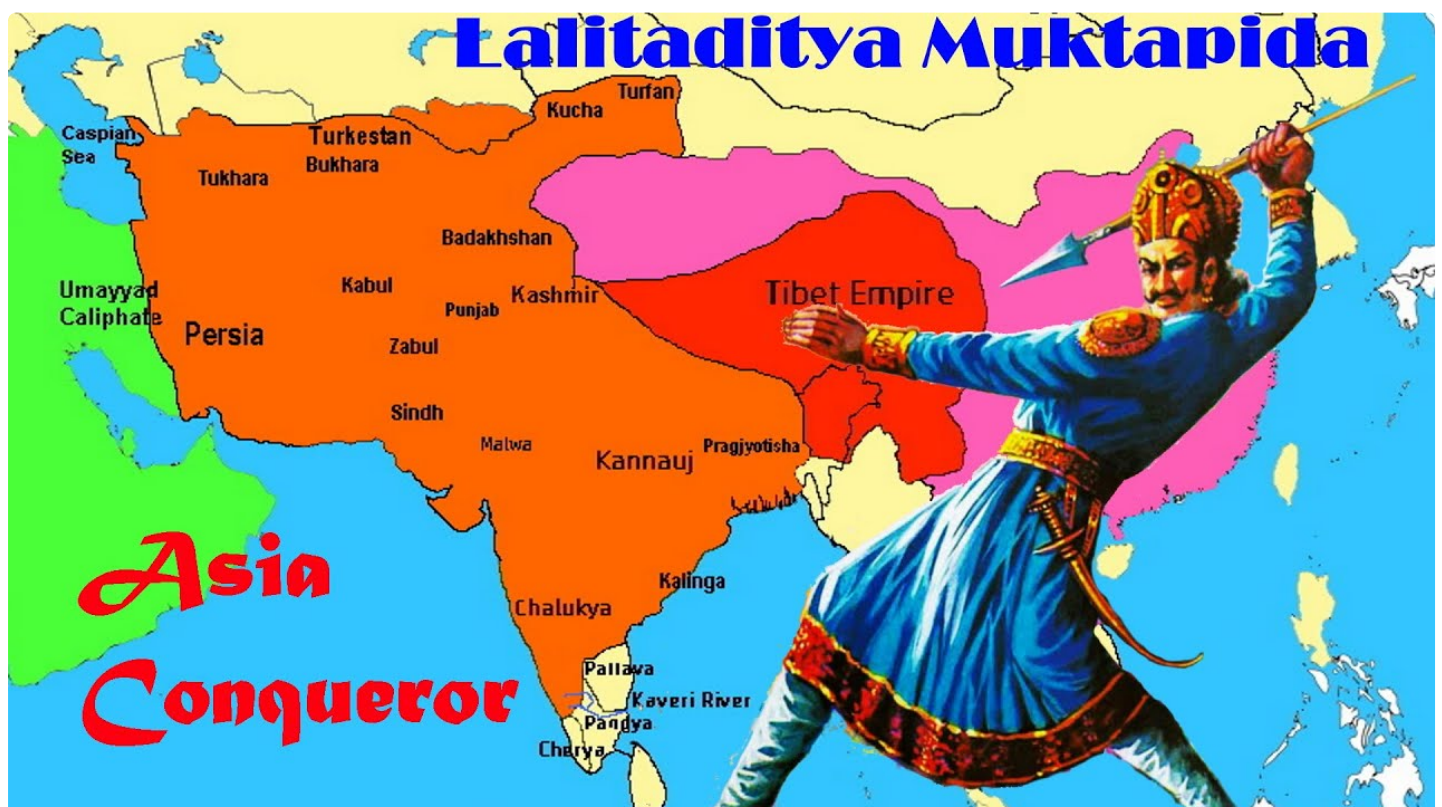 Lalitaditya Muktapida
Turfan
Kucha
Caspian
Sea
Turkestan
Bukhara
Tukhara
Badakhshan
Umayyad
Caliphate
Kabul
Kashmir
Punjab
Tibet Empire
Persia
Zabul
Sindh
Malwa
Kannauj
Pragjyotisha
Asia
Conqueror
Kalinga
Chalukya
Pallava
Kaveri River
Pandya
Cherya